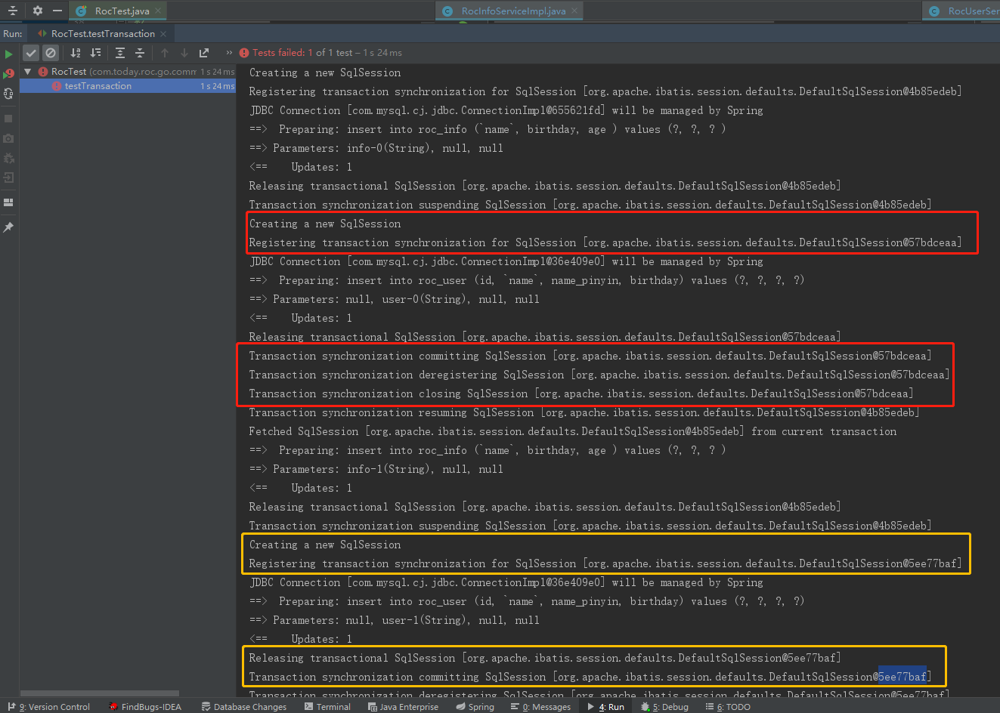 RocTest.java
RocInfoServiceImpl.java
RocUserSer
Run:
RocTest.testTransaction
Tests failed: 1 of 1 test – 1 s 24 ms
RocTest (com.today.roc.go.comm 1 s 24 ms
testTransaction 1 s 24 ms
Creating a new SqlSession
Registering transaction synchronization for SqlSession [org.apache.ibatis.session.defaults.DefaultSqlSession@4b85edeb]
JDBC Connection [com.mysql.cj.jdbc.ConnectionImpl@655621fd] will be managed by Spring
==>  Preparing: insert into roc_info (`name`, birthday, age ) values (?, ?, ? )
==> Parameters: info-0(String), null, null
<==    Updates: 1
Releasing transactional SqlSession [org.apache.ibatis.session.defaults.DefaultSqlSession@4b85edeb]
Transaction synchronization suspending SqlSession [org.apache.ibatis.session.defaults.DefaultSqlSession@4b85edeb]
Creating a new SqlSession
Registering transaction synchronization for SqlSession [org.apache.ibatis.session.defaults.DefaultSqlSession@57bdceaa]
JDBC Connection [com.mysql.cj.jdbc.ConnectionImpl@36e409e0] will be managed by Spring
==>  Preparing: insert into roc_user (id, `name`, name_pinyin, birthday) values (?, ?, ?, ?)
==> Parameters: null, user-0(String), null, null
<==    Updates: 1
Releasing transactional SqlSession [org.apache.ibatis.session.defaults.DefaultSqlSession@57bdceaa]
Transaction synchronization committing SqlSession [org.apache.ibatis.session.defaults.DefaultSqlSession@57bdceaa]
Transaction synchronization deregistering SqlSession [org.apache.ibatis.session.defaults.DefaultSqlSession@57bdceaa]
Transaction synchronization closing SqlSession [org.apache.ibatis.session.defaults.DefaultSqlSession@57bdceaa]
Transaction synchronization resuming SqlSession [org.apache.ibatis.session.defaults.DefaultSqlSession@4b85edeb]
Fetched SqlSession [org.apache.ibatis.session.defaults.DefaultSqlSession@4b85edeb] from current transaction
==>  Preparing: insert into roc_info (`name`, birthday, age ) values (?, ?, ? )
==> Parameters: info-1(String), null, null
<==    Updates: 1
Releasing transactional SqlSession [org.apache.ibatis.session.defaults.DefaultSqlSession@4b85edeb]
Transaction synchronization suspending SqlSession [org.apache.ibatis.session.defaults.DefaultSqlSession@4b85edeb]
Creating a new SqlSession
Registering transaction synchronization for SqlSession [org.apache.ibatis.session.defaults.DefaultSqlSession@5ee77baf]
JDBC Connection [com.mysql.cj.jdbc.ConnectionImpl@36e409e0] will be managed by Spring
==>  Preparing: insert into roc_user (id, `name`, name_pinyin, birthday) values (?, ?, ?, ?)
==> Parameters: null, user-1(String), null, null
<==    Updates: 1
Releasing transactional SqlSession [org.apache.ibatis.session.defaults.DefaultSqlSession@5ee77baf]
Transaction synchronization committing SqlSession [org.apache.ibatis.session.defaults.DefaultSqlSession@5ee77baf]
Transaction synchronization deregistering SqlSession [org.apache.ibatis.session.defaults.DefaultSqlSession@5ee77baf]
9: Version Control FindBugs-IDEA Database Changes Terminal Java Enterprise Spring 0: Messages 4: Run 5: Debug 6: TODO